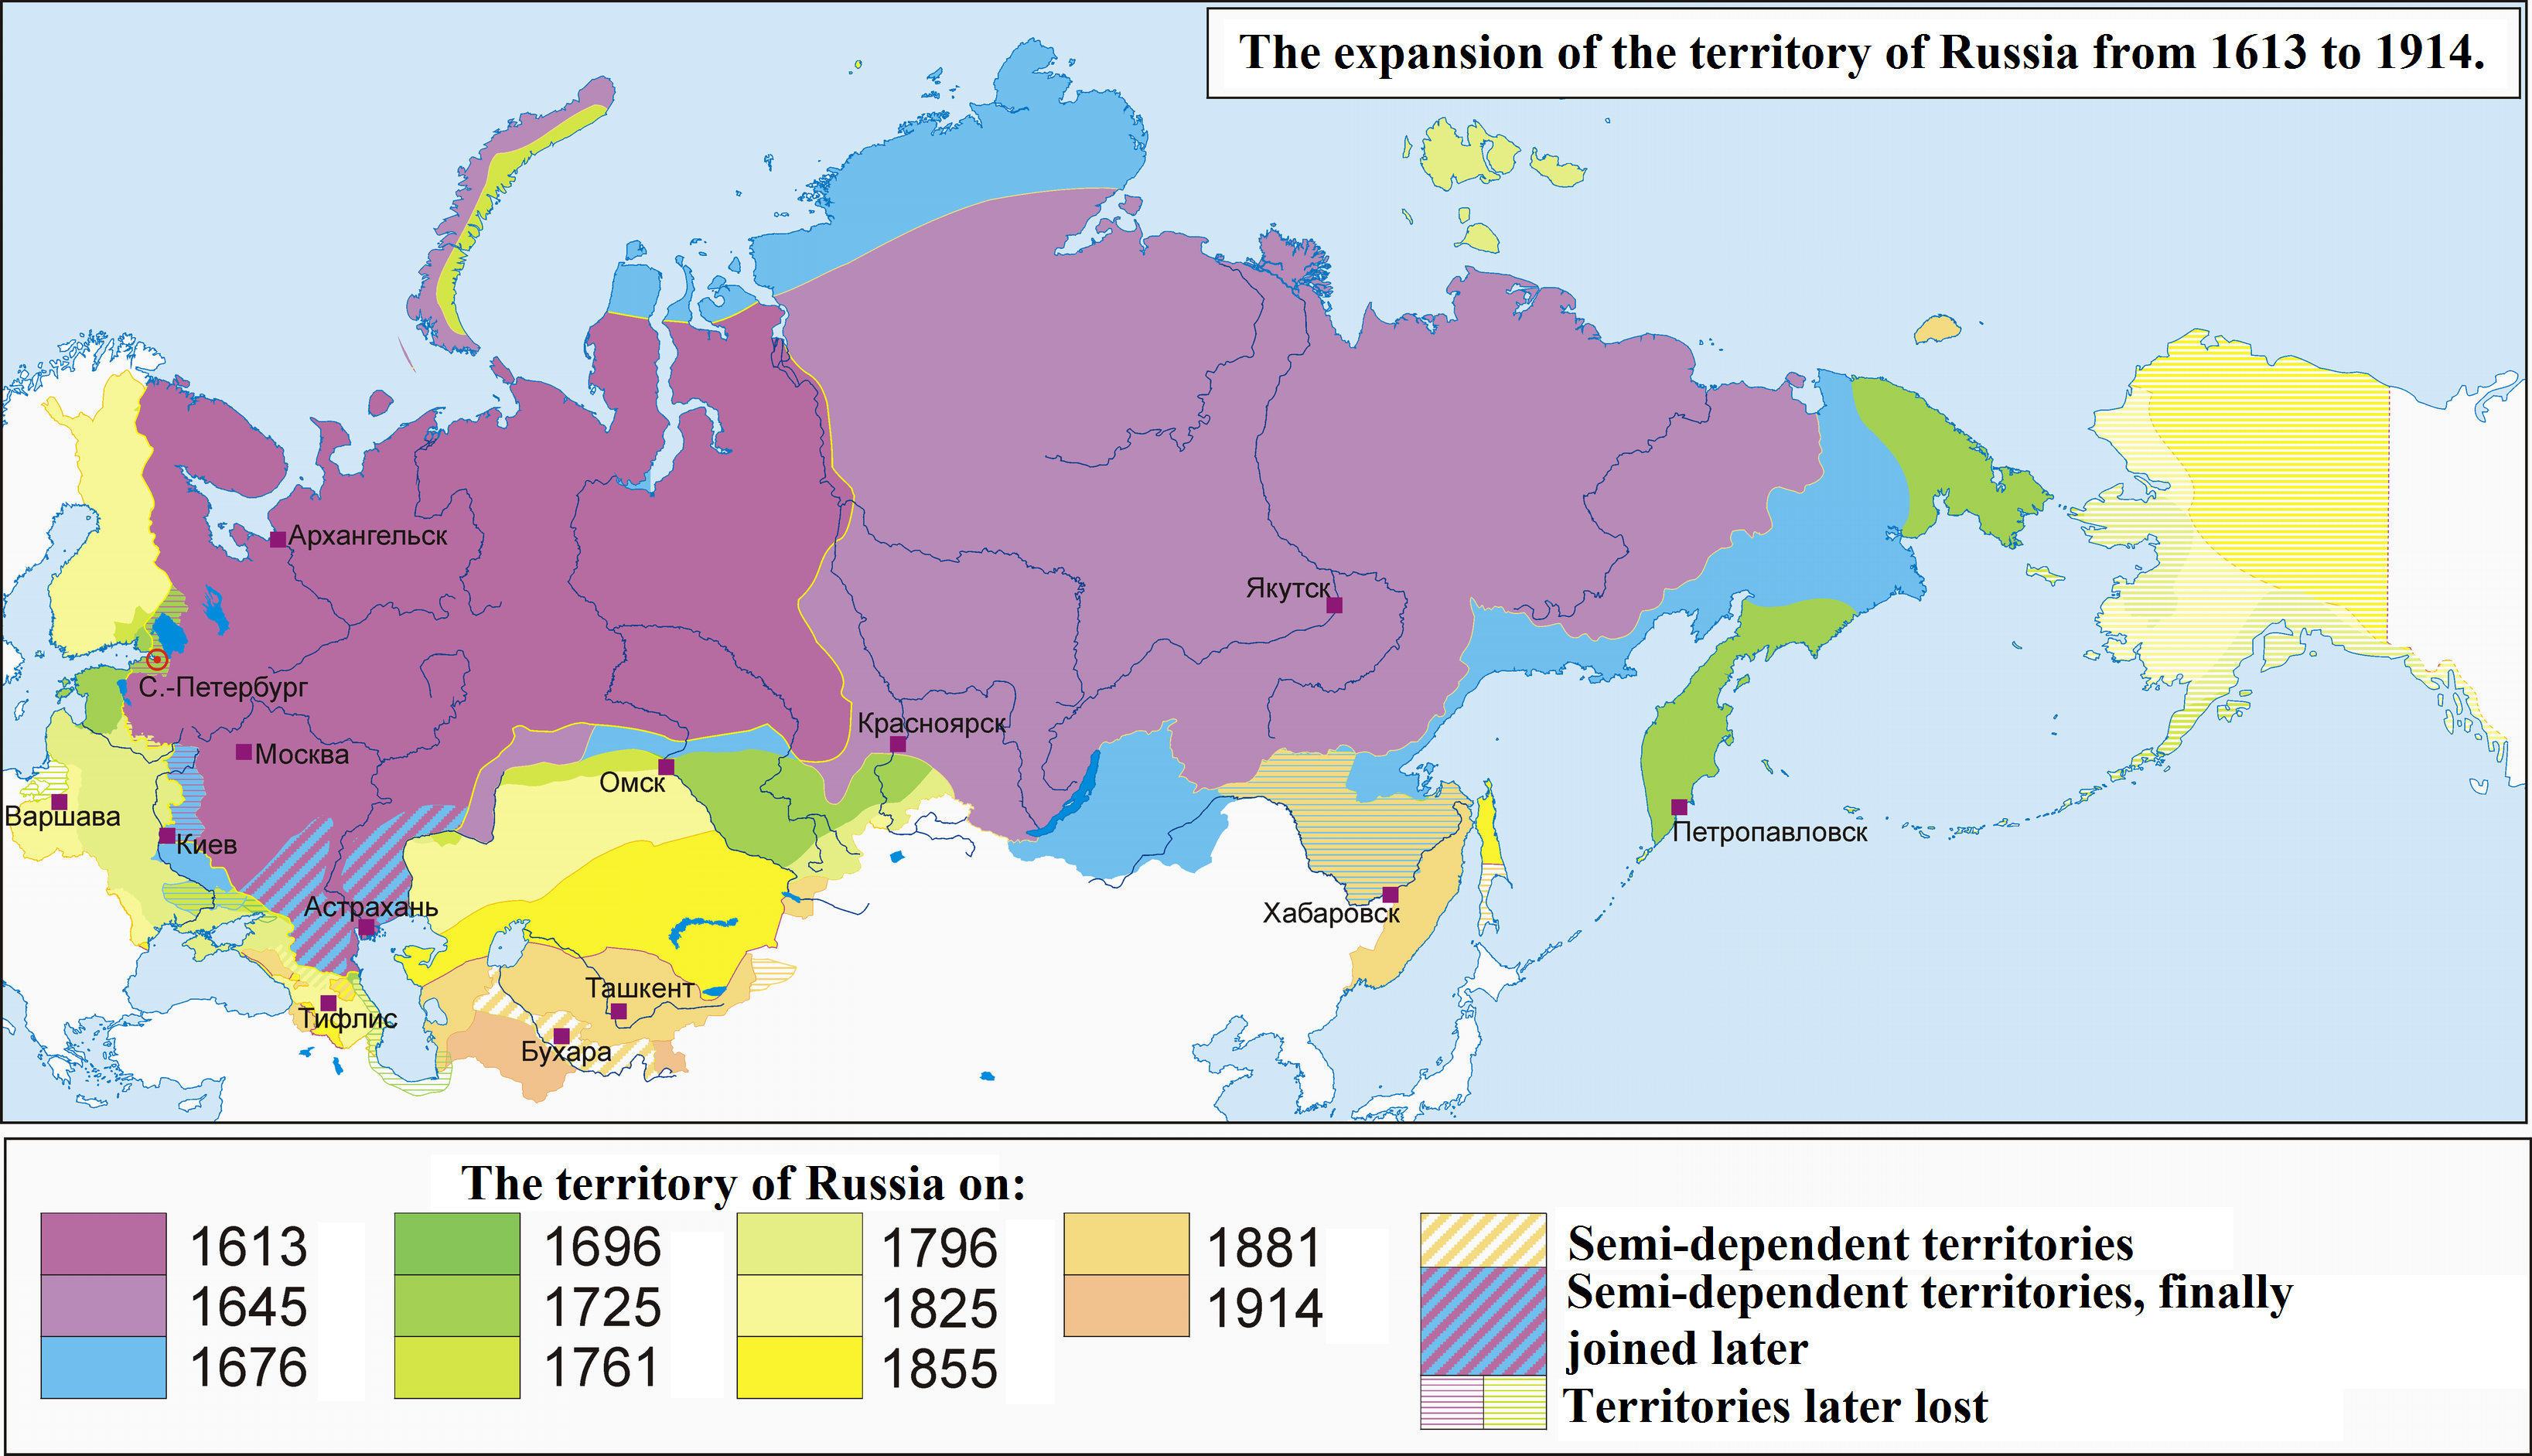 The expansion of the territory of Russia from 1613 to 1914.
Архангельск
Якутск
С.-Петербург
Красноярск
Москва
Омск
Варшава
Петропавловск
Киев
Астрахань
Хабаровск
Ташкент
Тифлис
Бухара
The territory of Russia on:
1613
1645
1676
1696
1725
1761
1796
1825
1855
1881
1914
Semi-dependent territories
Semi-dependent territories, finally
joined later
Territories later lost